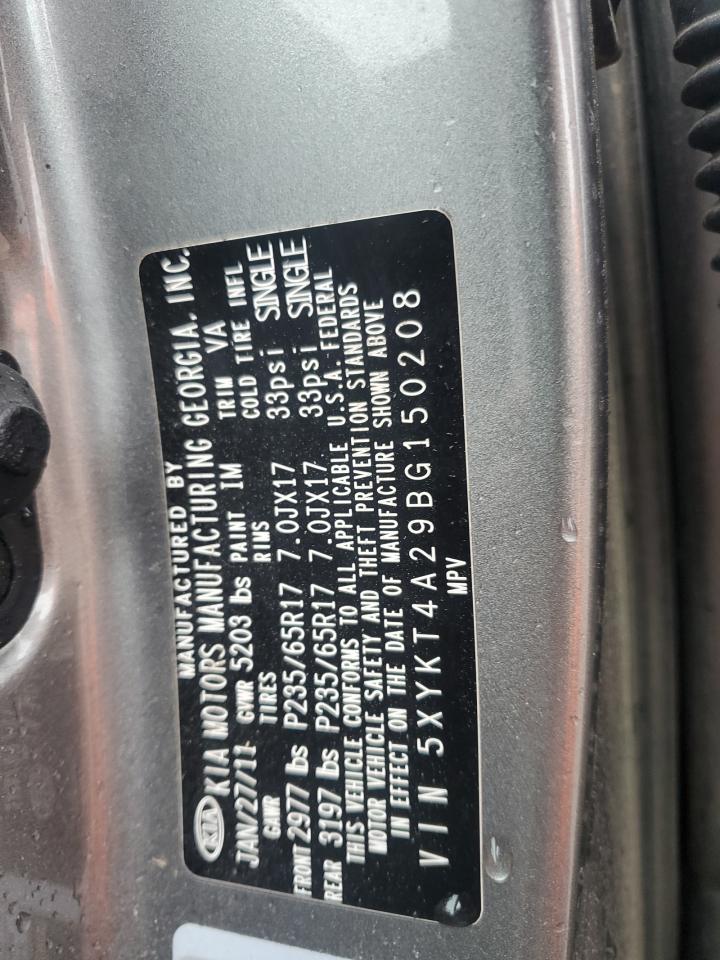 MANUFACTURED BY
KIA KIA MOTORS MANUFACTURING GEORGIA, INC.
JAN/27/11 GVWR 5203 lbs PAINT IM TRIM VA
GAWR TIRES RIMS COLD TIRE INFL
FRONT 2977 lbs P235/65R17 7.0JX17 33psi SINGLE
REAR 3197 lbs P235/65R17 7.0JX17 33psi SINGLE
THIS VEHICLE CONFORMS TO ALL APPLICABLE U.S.A. FEDERAL
MOTOR VEHICLE SAFETY AND THEFT PREVENTION STANDARDS
IN EFFECT ON THE DATE OF MANUFACTURE SHOWN ABOVE
VIN 5XYKT4A29BG150208
MPV